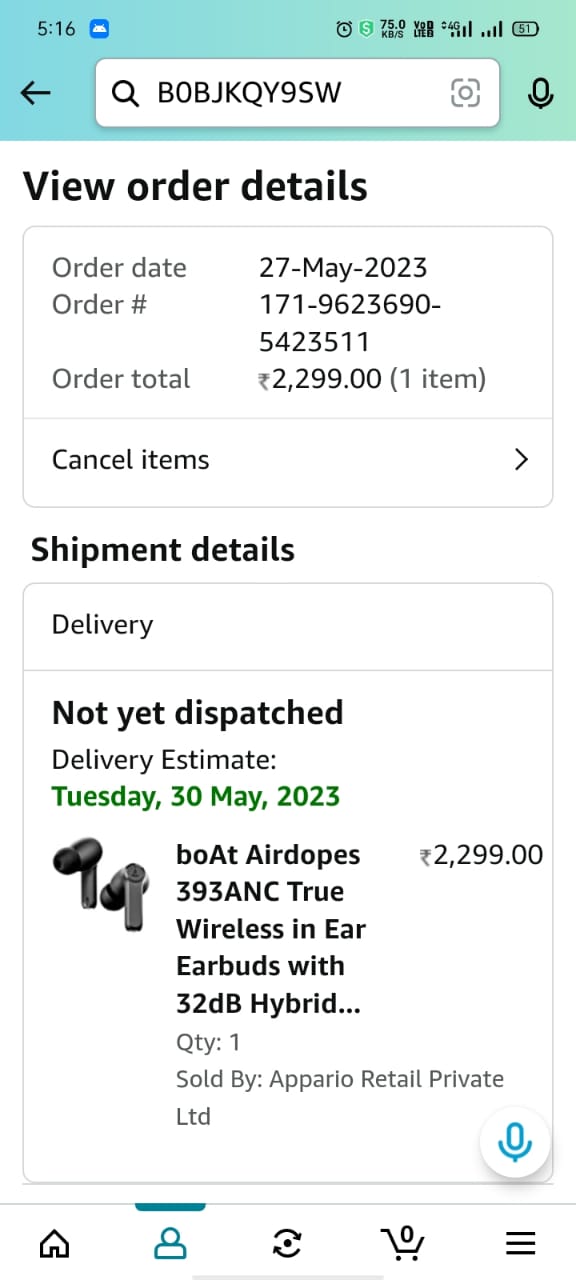 5:16 75.0 KB/S VoD LTED 4G 51
B0BJKQY9SW
View order details
Order date 27-May-2023
Order # 171-9623690-
5423511
Order total ₹2,299.00 (1 item)
Cancel items
Shipment details
Delivery
Not yet dispatched
Delivery Estimate:
Tuesday, 30 May, 2023
boAt Airdopes ₹2,299.00
393ANC True
Wireless in Ear
Earbuds with
32dB Hybrid...
Qty: 1
Sold By: Appario Retail Private
Ltd
0